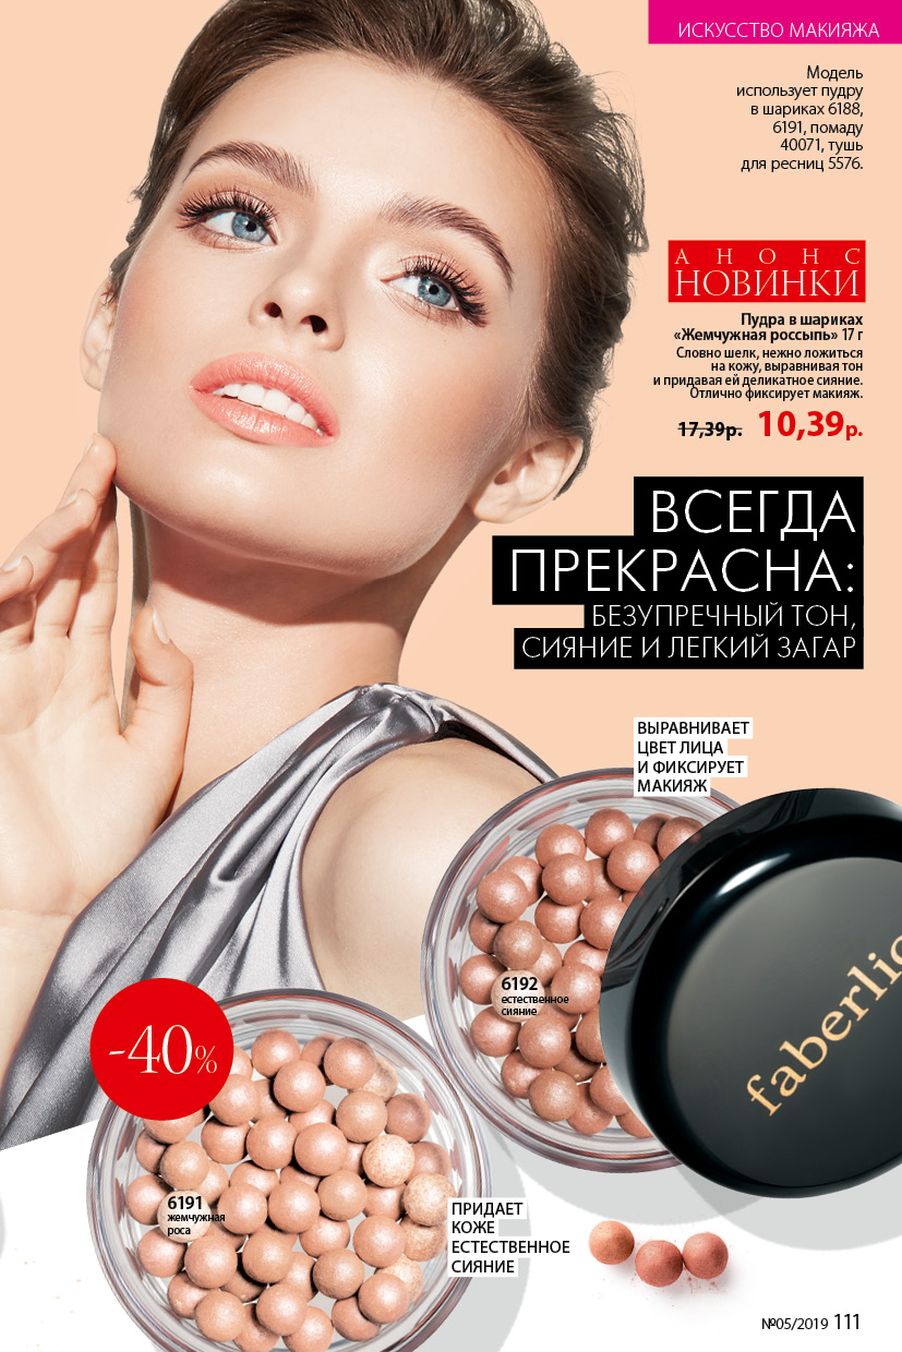 ИСКУССТВО МАКИЯЖА
Модель
использует пудру
в шариках 6188,
6191, помаду
40071, тушь
для ресниц 5576.
АНОНС
НОВИНКИ
Пудра в шариках
«Жемчужная россыпь» 17 г
Словно шелк, нежно ложиться
на кожу, выравнивая тон
и придавая ей деликатное сияние.
Отлично фиксирует макияж.
17,39р. 10,39р.
ВСЕГДА
ПРЕКРАСНА:
БЕЗУПРЕЧНЫЙ ТОН,
СИЯНИЕ И ЛЕГКИЙ ЗАГАР
ВЫРАВНИВАЕТ
ЦВЕТ ЛИЦА
И ФИКСИРУЕТ
МАКИЯЖ
6192
естественное
сияние
faberlic
-40%
6191
жемчужная
роса
ПРИДАЕТ
КОЖЕ
ЕСТЕСТВЕННОЕ
СИЯНИЕ
№05/2019 111